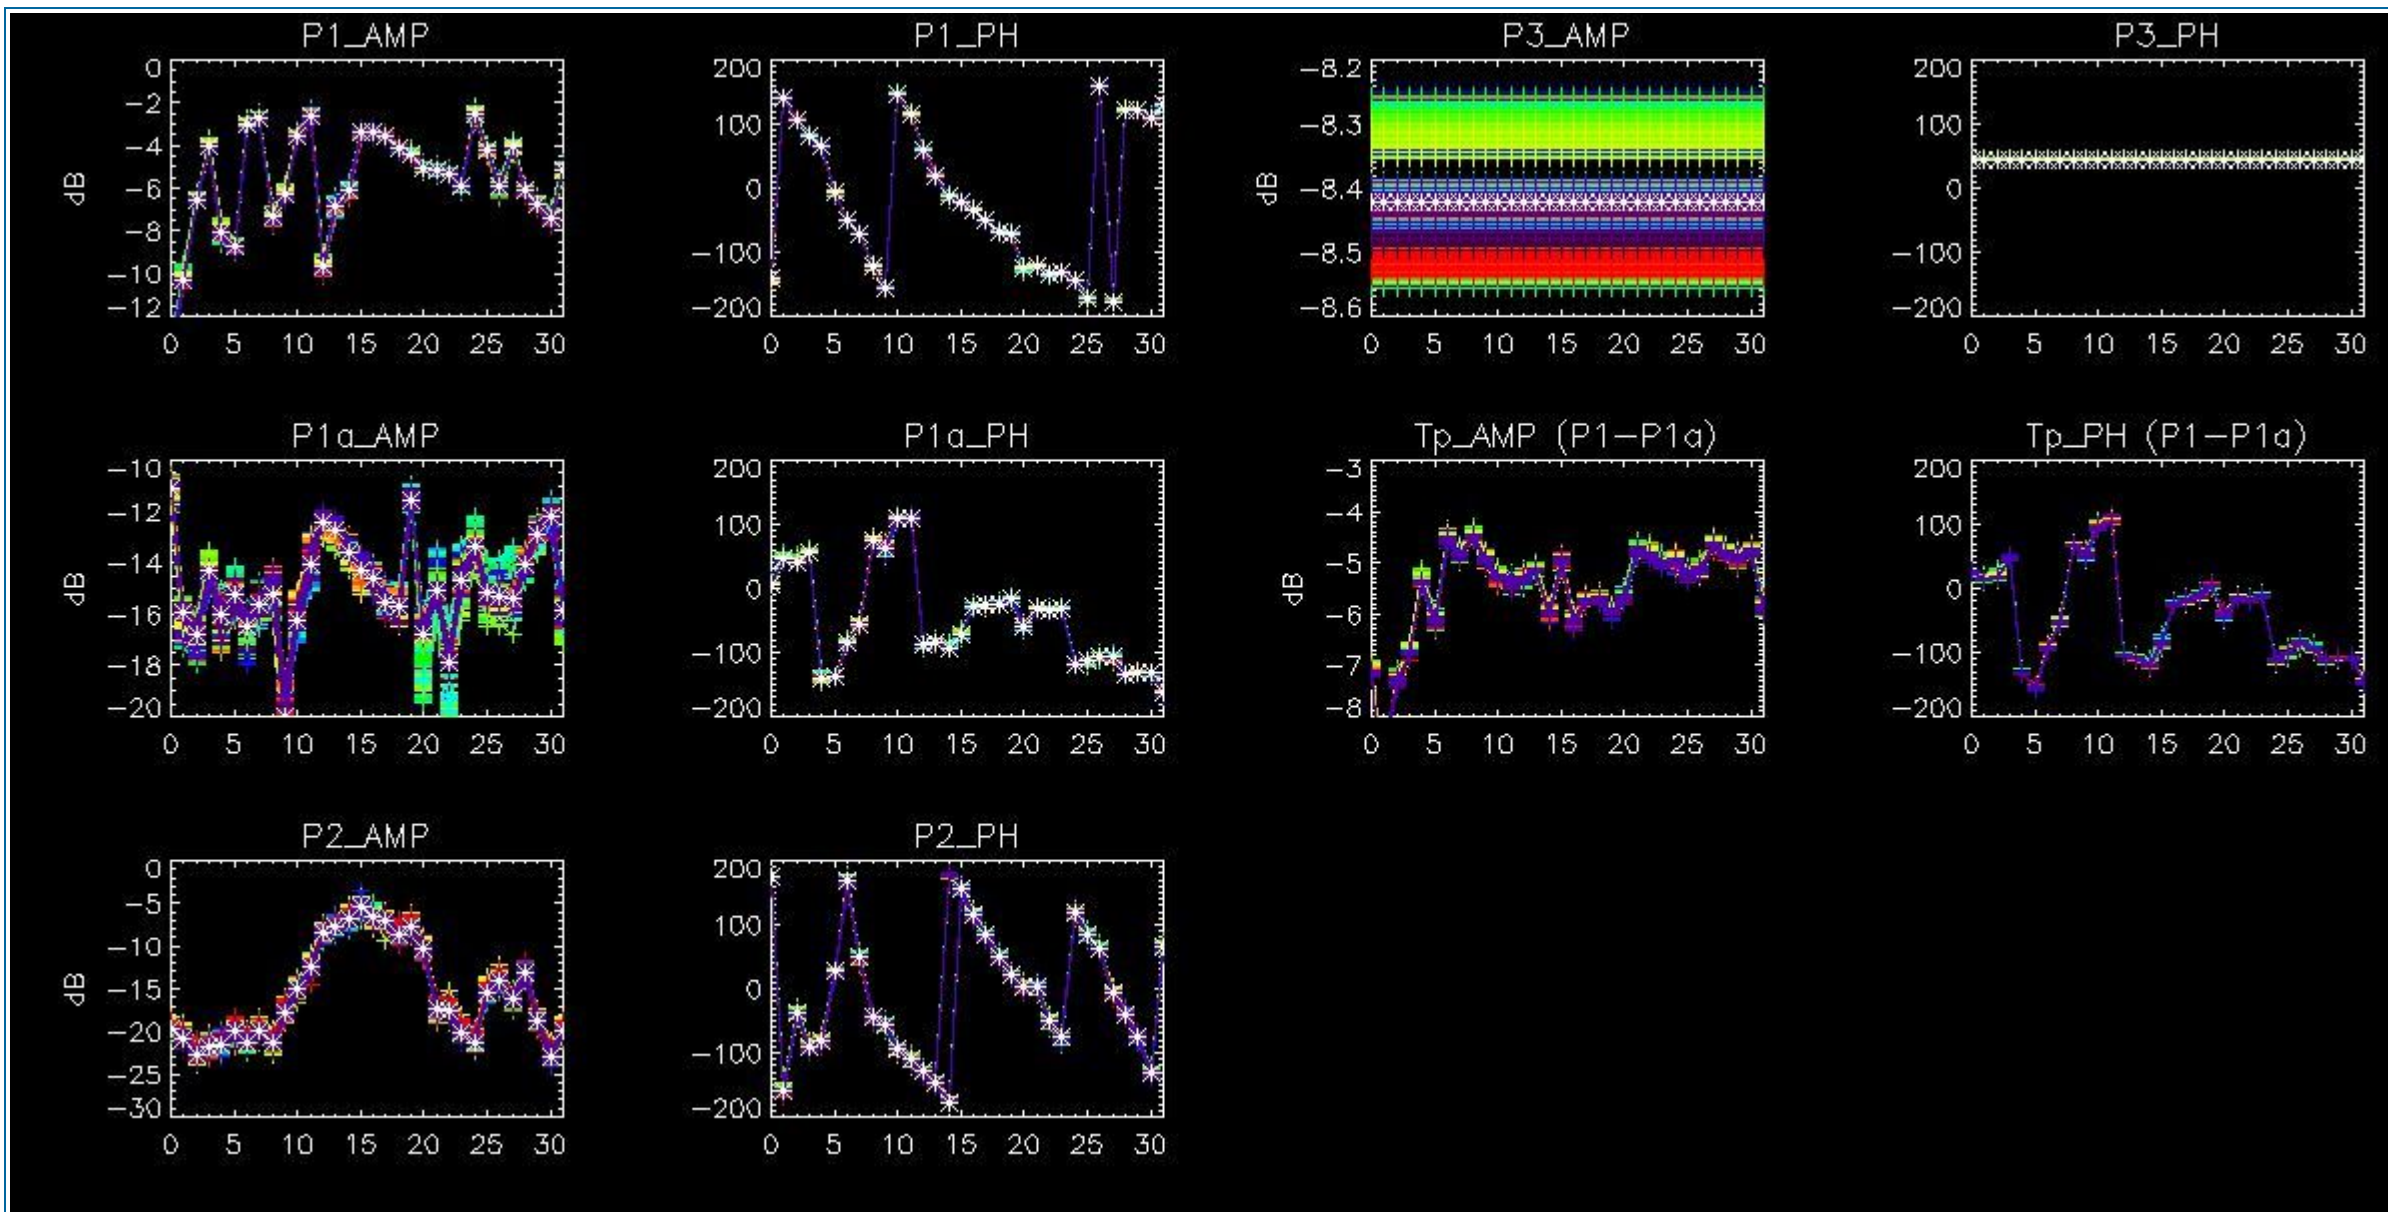 P1_AMP
dB
0
−2
−4
−6
−8
−10
−12
0 5 10 15 20 25 30
P1_PH
200
100
0
−100
−200
0 5 10 15 20 25 30
P3_AMP
dB
−8.2
−8.3
−8.4
−8.5
−8.6
0 5 10 15 20 25 30
P3_PH
200
100
0
−100
−200
0 5 10 15 20 25 30
P1a_AMP
dB
−10
−12
−14
−16
−18
−20
0 5 10 15 20 25 30
P1a_PH
200
100
0
−100
−200
0 5 10 15 20 25 30
Tp_AMP (P1−P1a)
dB
−3
−4
−5
−6
−7
−8
0 5 10 15 20 25 30
Tp_PH (P1−P1a)
200
100
0
−100
−200
0 5 10 15 20 25 30
P2_AMP
dB
0
−5
−10
−15
−20
−25
−30
0 5 10 15 20 25 30
P2_PH
200
100
0
−100
−200
0 5 10 15 20 25 30